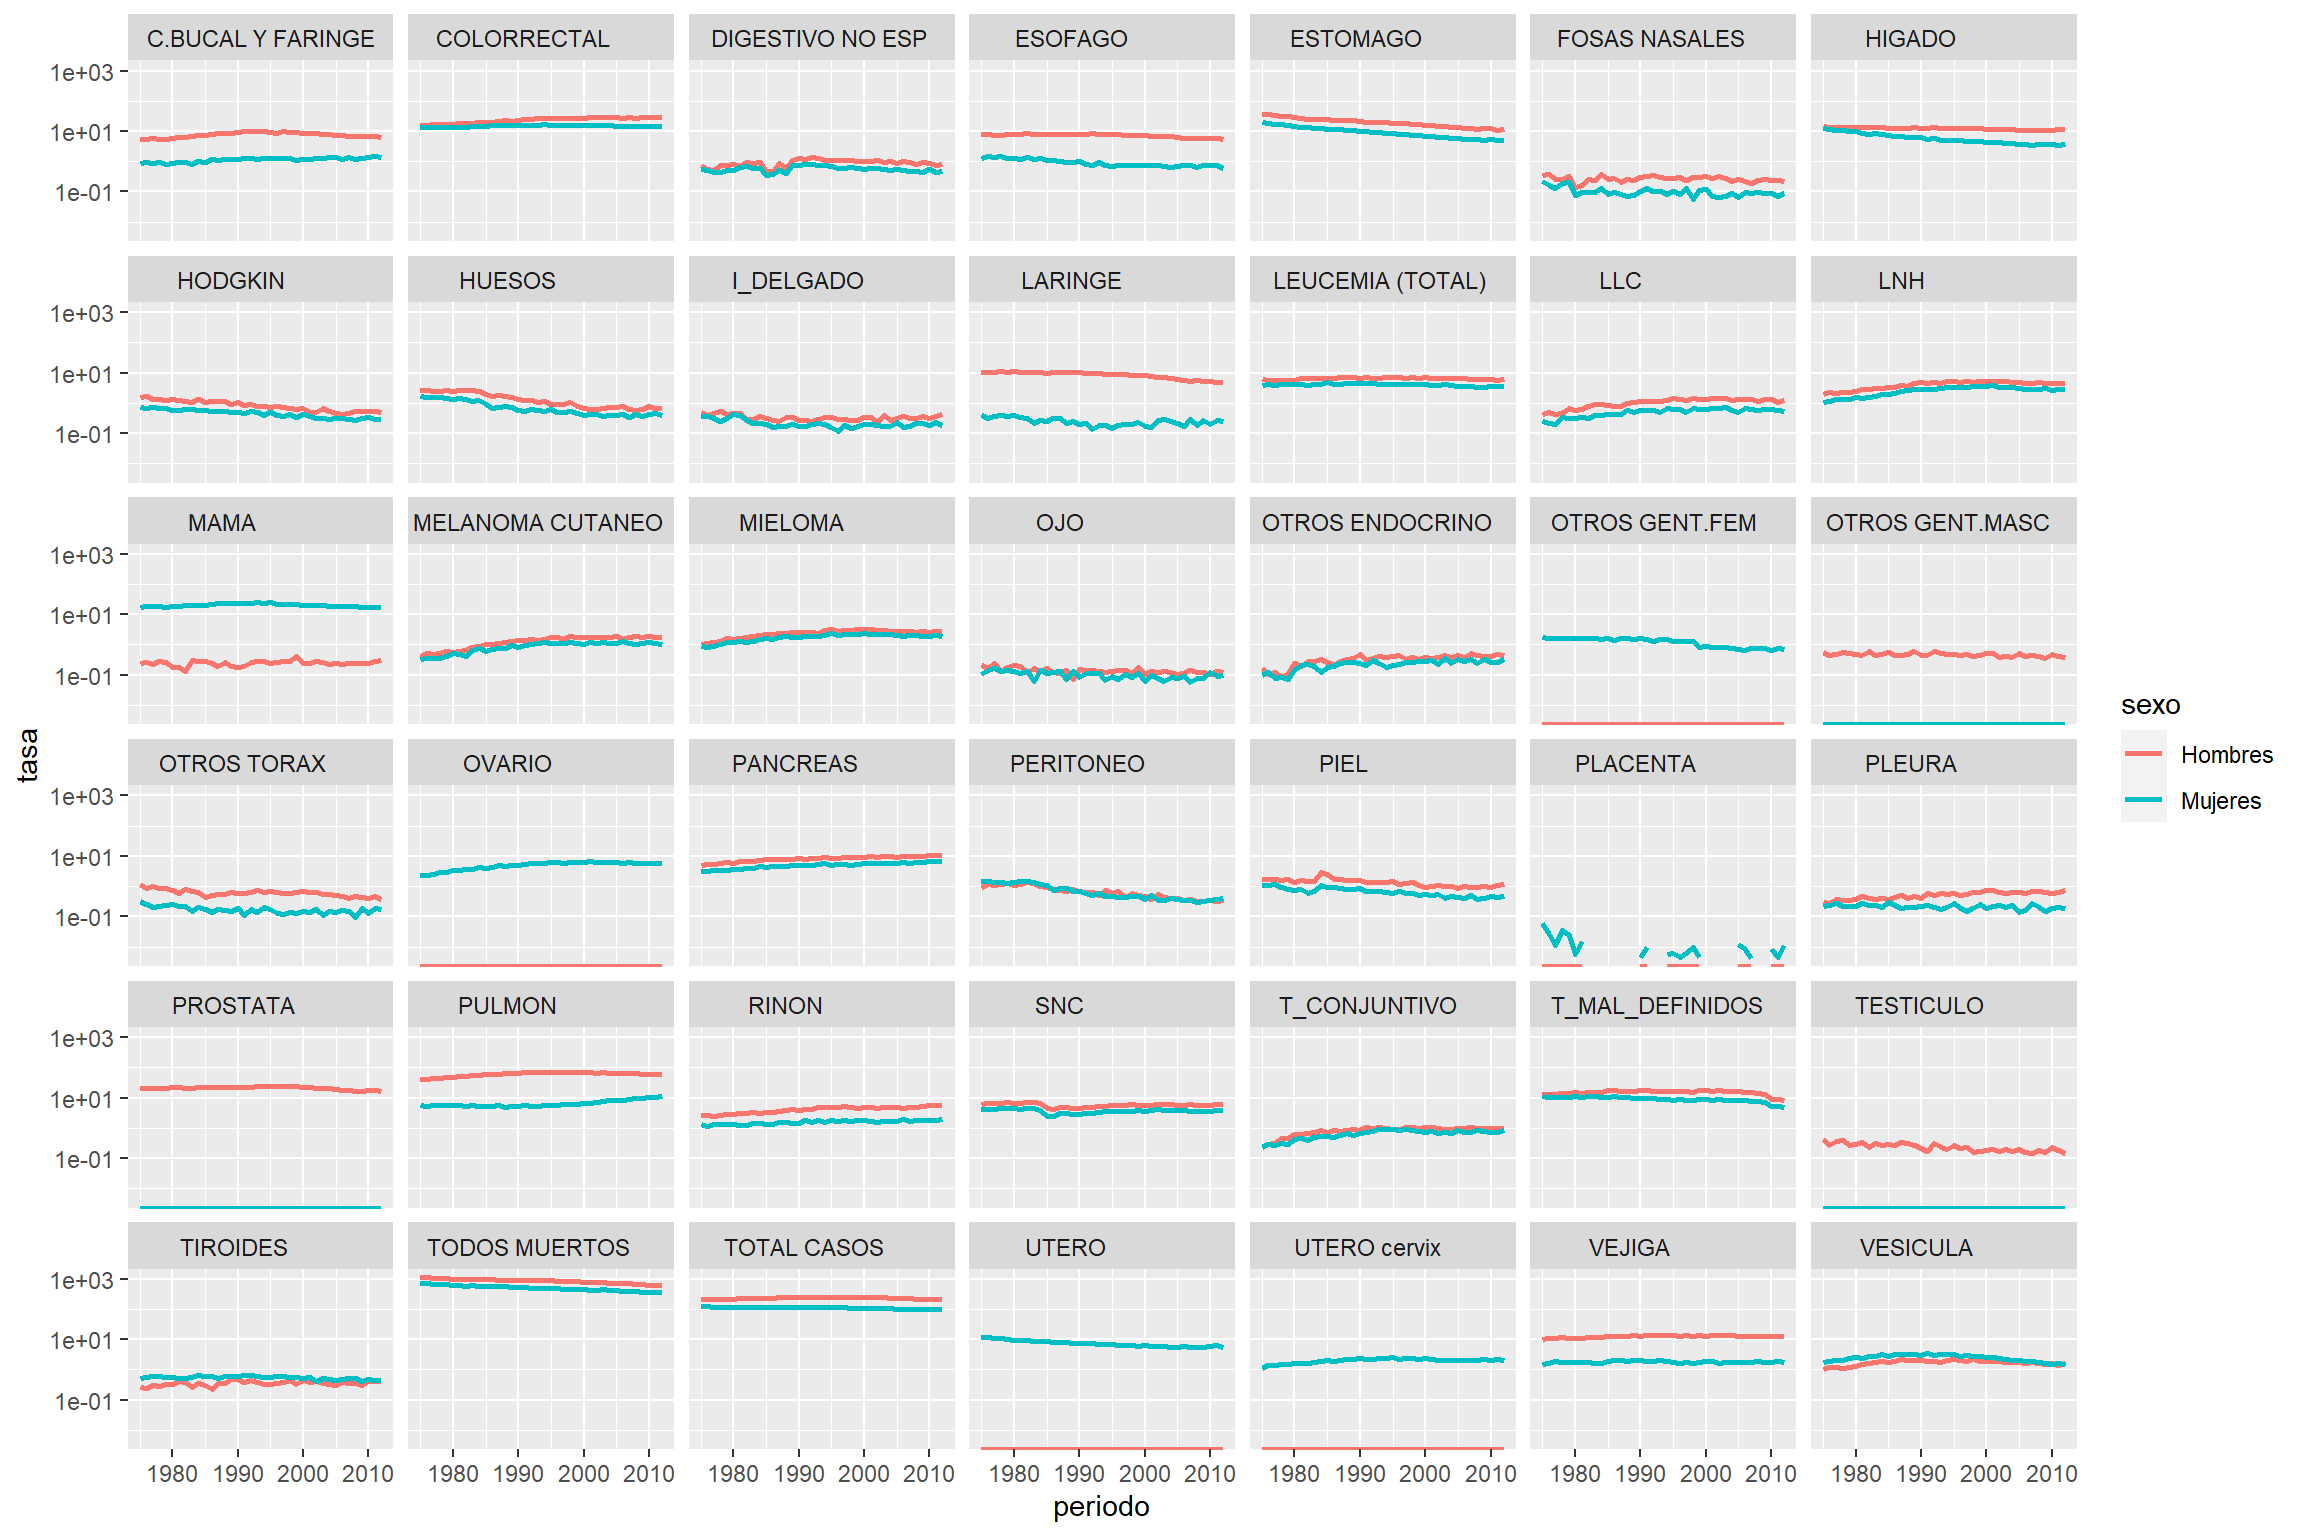 C.BUCAL Y FARINGE COLORRECTAL DIGESTIVO NO ESP ESOFAGO ESTOMAGO FOSAS NASALES HIGADO
1e+03
1e+01
1e-01
HODGKIN HUESOS I_DELGADO LARINGE LEUCEMIA (TOTAL) LLC LNH
1e+03
1e+01
1e-01
MAMA MELANOMA CUTANEO MIELOMA OJO OTROS ENDOCRINO OTROS GENT.FEM OTROS GENT.MASC
1e+03
1e+01
1e-01
OTROS TORAX OVARIO PANCREAS PERITONEO PIEL PLACENTA PLEURA
1e+03
1e+01
1e-01
PROSTATA PULMON RINON SNC T_CONJUNTIVO T_MAL_DEFINIDOS TESTICULO
1e+03
1e+01
1e-01
TIROIDES TODOS MUERTOS TOTAL CASOS UTERO UTERO cervix VEJIGA VESICULA
1e+03
1e+01
1e-01
1980 1990 2000 2010 1980 1990 2000 2010 1980 1990 2000 2010 1980 1990 2000 2010 1980 1990 2000 2010 1980 1990 2000 2010 1980 1990 2000 2010
periodo
tasa
sexo
Hombres
Mujeres